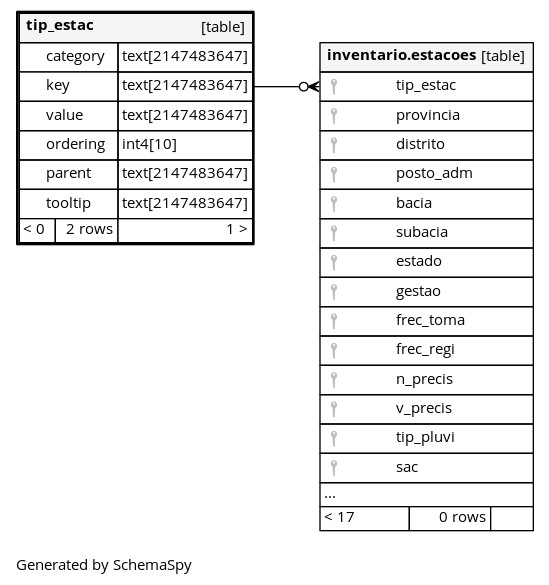 tip_estac [table]
category text[2147483647]
key text[2147483647]
value text[2147483647]
ordering int4[10]
parent text[2147483647]
tooltip text[2147483647]
< 0 2 rows 1 >
inventario.estacoes [table]
tip_estac
provincia
distrito
posto_adm
bacia
subacia
estado
gestao
frec_toma
frec_regi
n_precis
v_precis
tip_pluvi
sac
...
< 17 0 rows
Generated by SchemaSpy